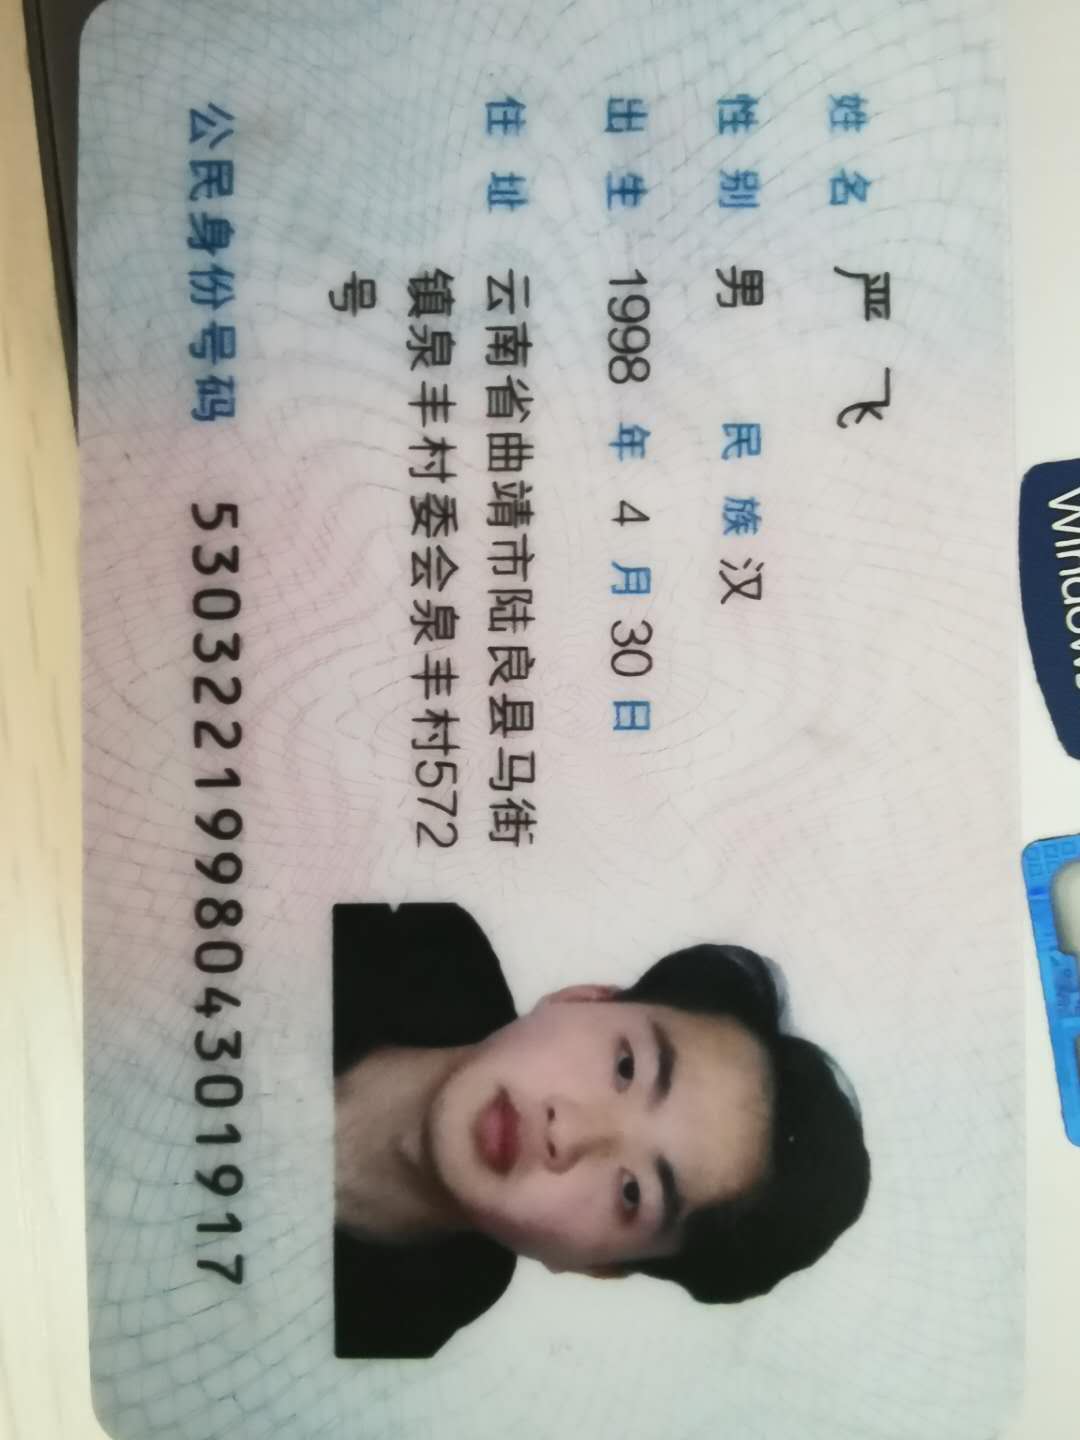 姓名 严飞
性别 男 民族 汉
出生 1998 年 4 月 30 日
住址 云南省曲靖市陆良县马街
镇泉丰村委会泉丰村572
号
公民身份号码 530322199804301917
Windows